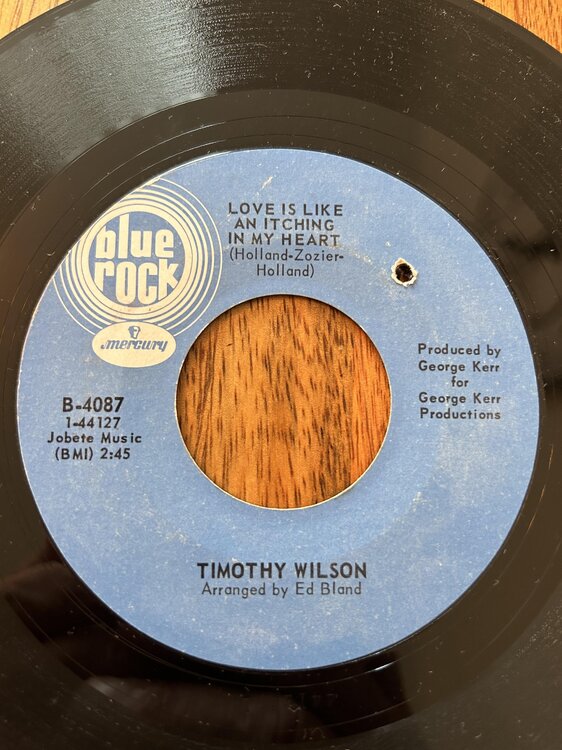 LOVE IS LIKE
AN ITCHING
IN MY HEART
(Holland-Zozier-
Holland)
blue
rock
mercury
Produced by
George Kerr
for
George Kerr
Productions
B-4087
1-44127
Jobete Music
(BMI) 2:45
TIMOTHY WILSON
Arranged by Ed Bland